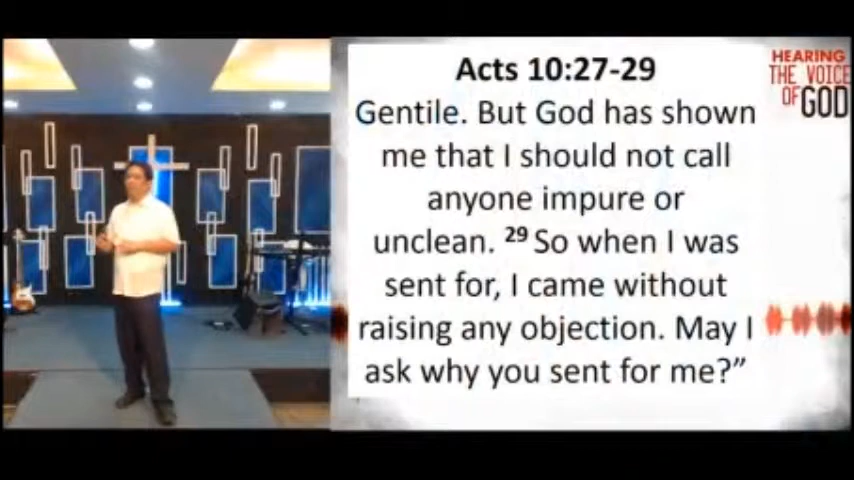 Acts 10:27-29
Gentile. But God has shown
me that I should not call
anyone impure or
unclean. 29 So when I was
sent for, I came without
raising any objection. May I
ask why you sent for me?”
HEARING
THE VOICE
OF GOD